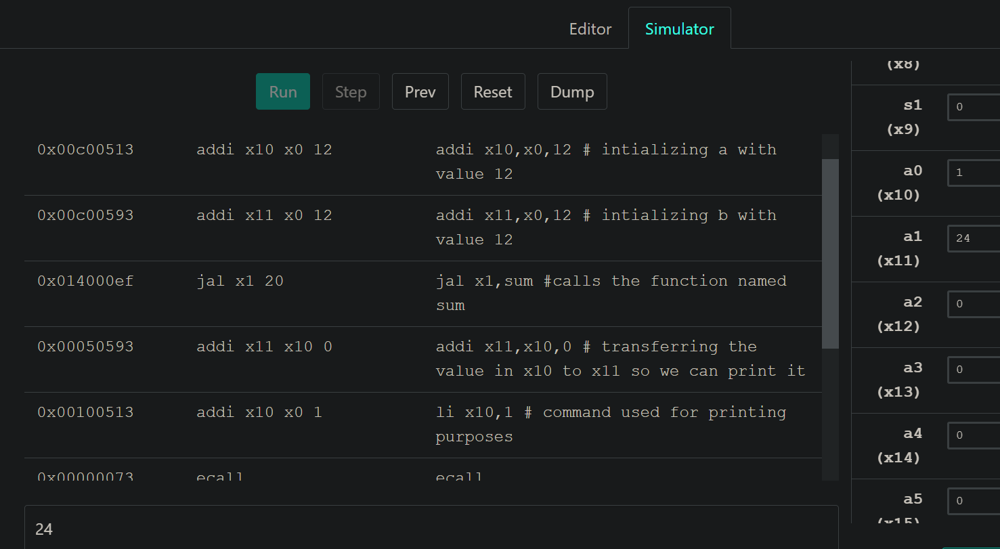 Editor Simulator
Run Step Prev Reset Dump
0x00c00513 addi x10 x0 12 addi x10,x0,12 # intializing a with
value 12
0x00c00593 addi x11 x0 12 addi x11,x0,12 # intializing b with
value 12
0x014000ef jal x1 20 jal x1,sum #calls the function named
sum
0x00050593 addi x11 x10 0 addi x11,x10,0 # transferring the
value in x10 to x11 so we can print it
0x00100513 addi x10 x0 1 li x10,1 # command used for printing
purposes
0x00000073 ecall ecall
24
(x8)
s1 0
(x9)
a0 1
(x10)
a1 24
(x11)
a2 0
(x12)
a3 0
(x13)
a4 0
(x14)
a5 0
(x15)